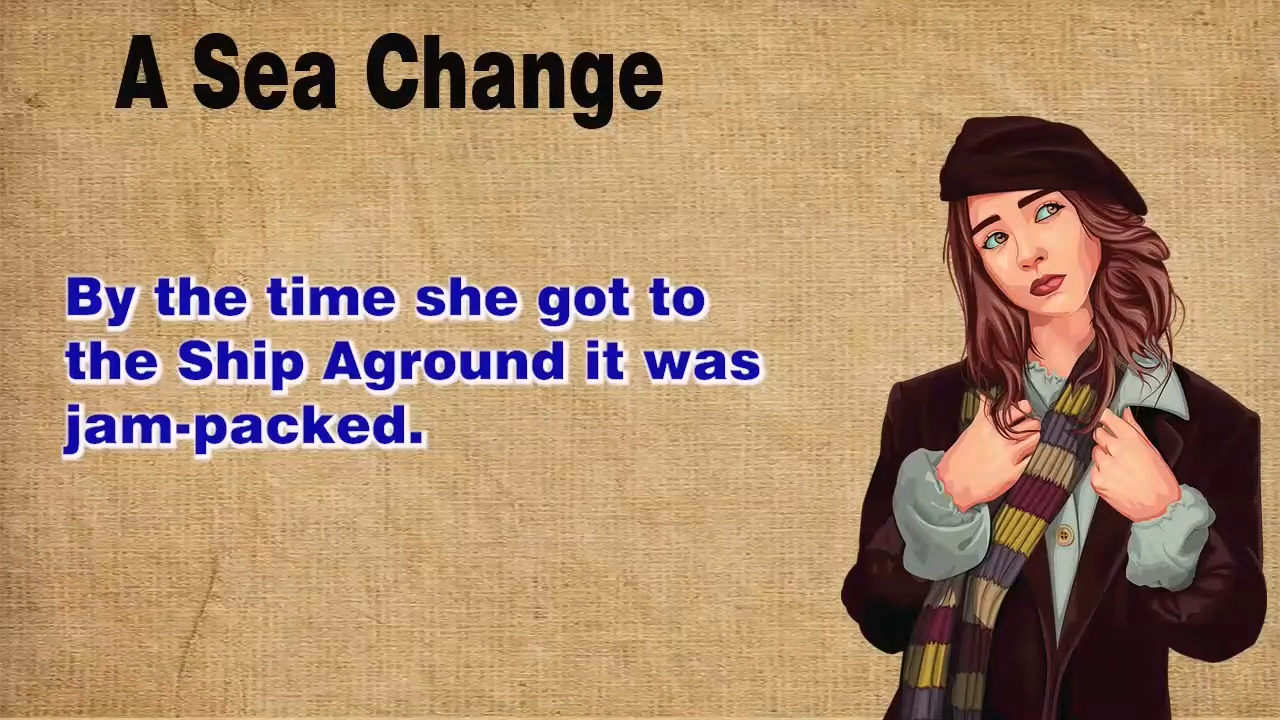 A Sea Change
By the time she got to
the Ship Aground it was
jam-packed.